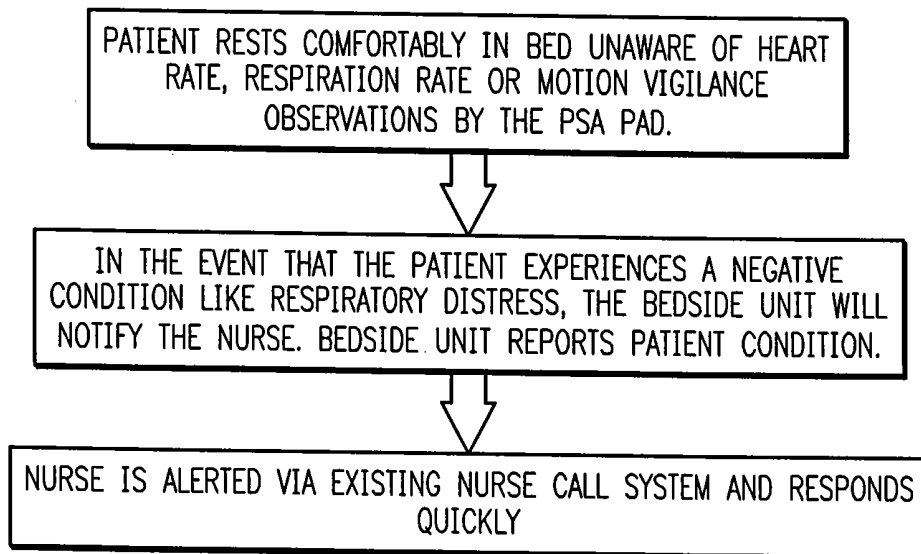 PATIENT RESTS COMFORTABLY IN BED UNAWARE OF HEART
RATE, RESPIRATION RATE OR MOTION VIGILANCE
OBSERVATIONS BY THE PSA PAD.
IN THE EVENT THAT THE PATIENT EXPERIENCES A NEGATIVE
CONDITION LIKE RESPIRATORY DISTRESS, THE BEDSIDE UNIT WILL
NOTIFY THE NURSE. BEDSIDE UNIT REPORTS PATIENT CONDITION.
NURSE IS ALERTED VIA EXISTING NURSE CALL SYSTEM AND RESPONDS
QUICKLY